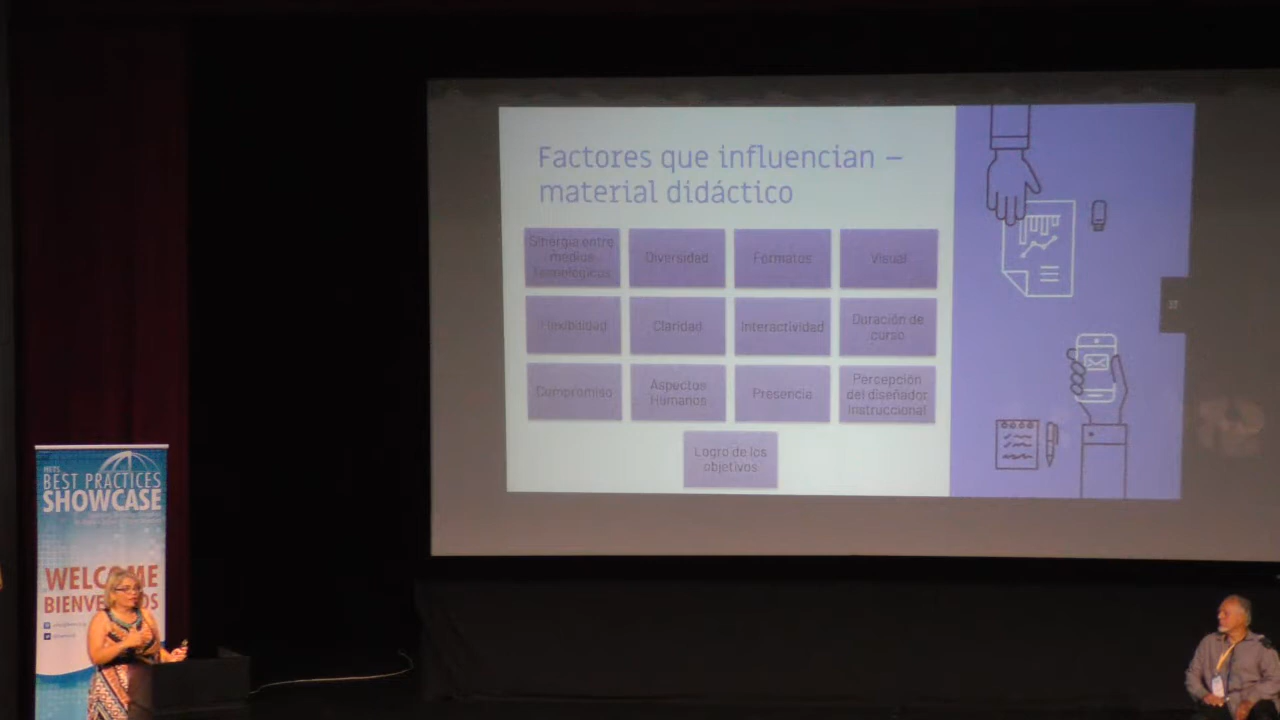 Factores que influencian –
material didáctico
Sinergia entre
medios
tecnológicos
Diversidad
Formatos
Visual
Flexibilidad
Claridad
Interactividad
Duración de
curso
Compromiso
Aspectos
Humanos
Presencia
Percepción
del diseñador
instruccional
Logro de los
objetivos
BEST PRACTICES
SHOWCASE
WELCOME